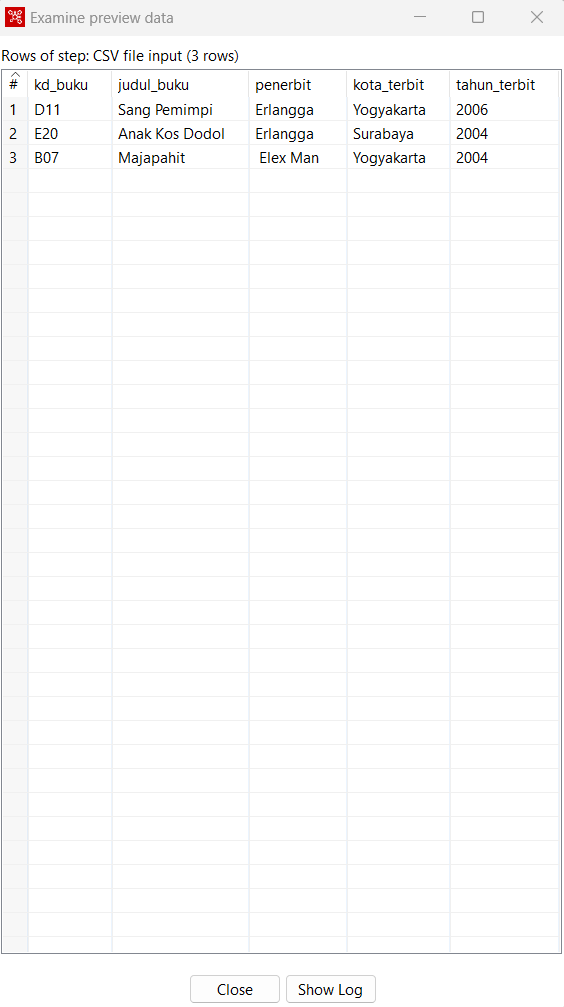 Examine preview data
Rows of step: CSV file input (3 rows)
# kd_buku judul_buku penerbit kota_terbit tahun_terbit
1 D11 Sang Pemimpi Erlangga Yogyakarta 2006
2 E20 Anak Kos Dodol Erlangga Surabaya 2004
3 B07 Majapahit Elex Man Yogyakarta 2004
Close Show Log